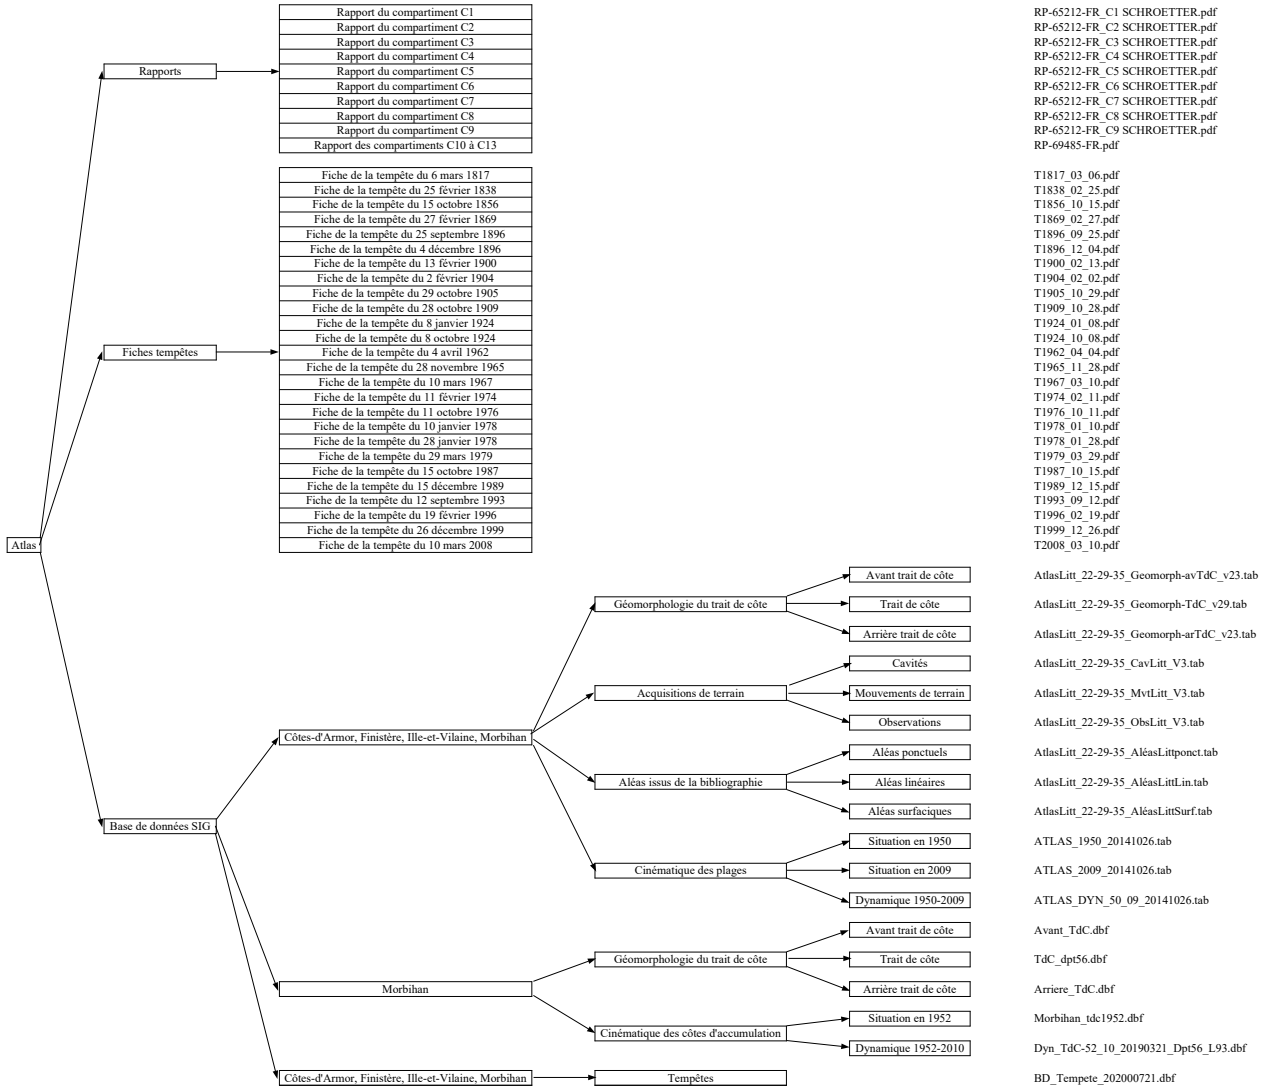 Rapport du compartiment C1 RP-65212-FR_C1 SCHROETTER.pdf
Rapport du compartiment C2 RP-65212-FR_C2 SCHROETTER.pdf
Rapport du compartiment C3 RP-65212-FR_C3 SCHROETTER.pdf
Rapport du compartiment C4 RP-65212-FR_C4 SCHROETTER.pdf
Rapports Rapport du compartiment C5 RP-65212-FR_C5 SCHROETTER.pdf
Rapport du compartiment C6 RP-65212-FR_C6 SCHROETTER.pdf
Rapport du compartiment C7 RP-65212-FR_C7 SCHROETTER.pdf
Rapport du compartiment C8 RP-65212-FR_C8 SCHROETTER.pdf
Rapport du compartiment C9 RP-65212-FR_C9 SCHROETTER.pdf
Rapport des compartiments C10 à C13 RP-69485-FR.pdf
Fiche de la tempête du 6 mars 1817 T1817_03_06.pdf
Fiche de la tempête du 25 février 1838 T1838_02_25.pdf
Fiche de la tempête du 15 octobre 1856 T1856_10_15.pdf
Fiche de la tempête du 27 février 1869 T1869_02_27.pdf
Fiche de la tempête du 25 septembre 1896 T1896_09_25.pdf
Fiche de la tempête du 4 décembre 1896 T1896_12_04.pdf
Fiche de la tempête du 13 février 1900 T1900_02_13.pdf
Fiche de la tempête du 2 février 1904 T1904_02_02.pdf
Fiche de la tempête du 29 octobre 1905 T1905_10_29.pdf
Fiche de la tempête du 28 octobre 1909 T1909_10_28.pdf
Fiche de la tempête du 8 janvier 1924 T1924_01_08.pdf
Fiche de la tempête du 8 octobre 1924 T1924_10_08.pdf
Fiches tempêtes Fiche de la tempête du 4 avril 1962 T1962_04_04.pdf
Fiche de la tempête du 28 novembre 1965 T1965_11_28.pdf
Fiche de la tempête du 10 mars 1967 T1967_03_10.pdf
Fiche de la tempête du 11 février 1974 T1974_02_11.pdf
Fiche de la tempête du 11 octobre 1976 T1976_10_11.pdf
Fiche de la tempête du 10 janvier 1978 T1978_01_10.pdf
Fiche de la tempête du 28 janvier 1978 T1978_01_28.pdf
Fiche de la tempête du 29 mars 1979 T1979_03_29.pdf
Fiche de la tempête du 15 octobre 1987 T1987_10_15.pdf
Fiche de la tempête du 15 décembre 1989 T1989_12_15.pdf
Fiche de la tempête du 12 septembre 1993 T1993_09_12.pdf
Fiche de la tempête du 19 février 1996 T1996_02_19.pdf
Fiche de la tempête du 26 décembre 1999 T1999_12_26.pdf
Atlas Fiche de la tempête du 10 mars 2008 T2008_03_10.pdf
Avant trait de côte AtlasLitt_22-29-35_Geomorph-avTdC_v23.tab
Géomorphologie du trait de côte Trait de côte AtlasLitt_22-29-35_Geomorph-TdC_v29.tab
Arrière trait de côte AtlasLitt_22-29-35_Geomorph-arTdC_v23.tab
Cavités AtlasLitt_22-29-35_CavLitt_V3.tab
Acquisitions de terrain Mouvements de terrain AtlasLitt_22-29-35_MvtLitt_V3.tab
Observations AtlasLitt_22-29-35_ObsLitt_V3.tab
Côtes-d'Armor, Finistère, Ille-et-Vilaine, Morbihan
Aléas ponctuels AtlasLitt_22-29-35_AléasLittponct.tab
Aléas issus de la bibliographie Aléas linéaires AtlasLitt_22-29-35_AléasLittLin.tab
Aléas surfaciques AtlasLitt_22-29-35_AléasLittSurf.tab
Base de données SIG
Situation en 1950 ATLAS_1950_20141026.tab
Cinématique des plages Situation en 2009 ATLAS_2009_20141026.tab
Dynamique 1950-2009 ATLAS_DYN_50_09_20141026.tab
Avant trait de côte Avant_TdC.dbf
Géomorphologie du trait de côte Trait de côte TdC_dpt56.dbf
Morbihan Arrière trait de côte Arriere_TdC.dbf
Situation en 1952 Morbihan_tdc1952.dbf
Cinématique des côtes d'accumulation
Dynamique 1952-2010 Dyn_TdC-52_10_20190321_Dpt56_L93.dbf
Côtes-d'Armor, Finistère, Ille-et-Vilaine, Morbihan Tempêtes BD_Tempete_202000721.dbf